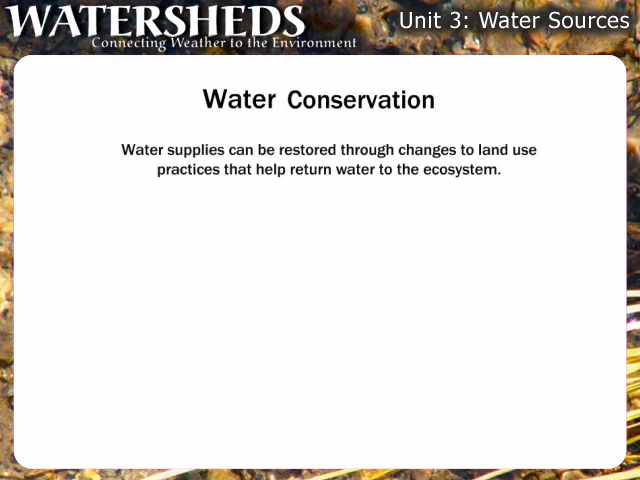 WATERSHEDS
Connecting Weather to the Environment
Unit 3: Water Sources
Water Conservation
Water supplies can be restored through changes to land use
practices that help return water to the ecosystem.